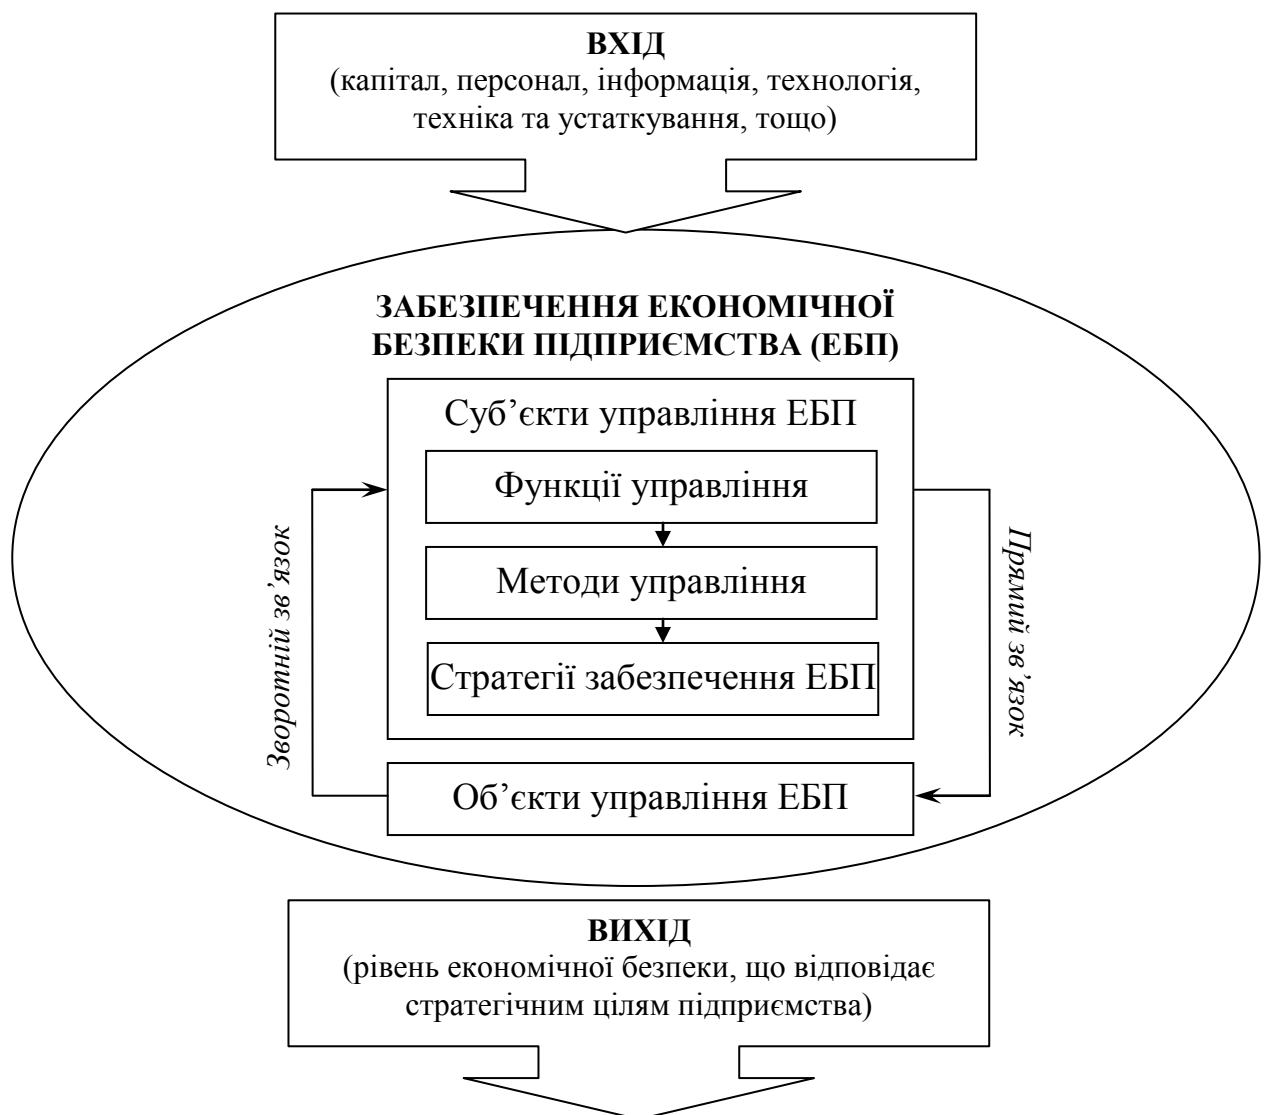 ВХІД
(капітал, персонал, інформація, технологія,
техніка та устаткування, тощо)
ЗАБЕЗПЕЧЕННЯ ЕКОНОМІЧНОЇ
БЕЗПЕКИ ПІДПРИЄМСТВА (ЕБП)
Суб’єкти управління ЕБП
Функції управління
Методи управління
Стратегії забезпечення ЕБП
Зворотній зв’язок
Прямий зв’язок
Об’єкти управління ЕБП
ВИХІД
(рівень економічної безпеки, що відповідає
стратегічним цілям підприємства)